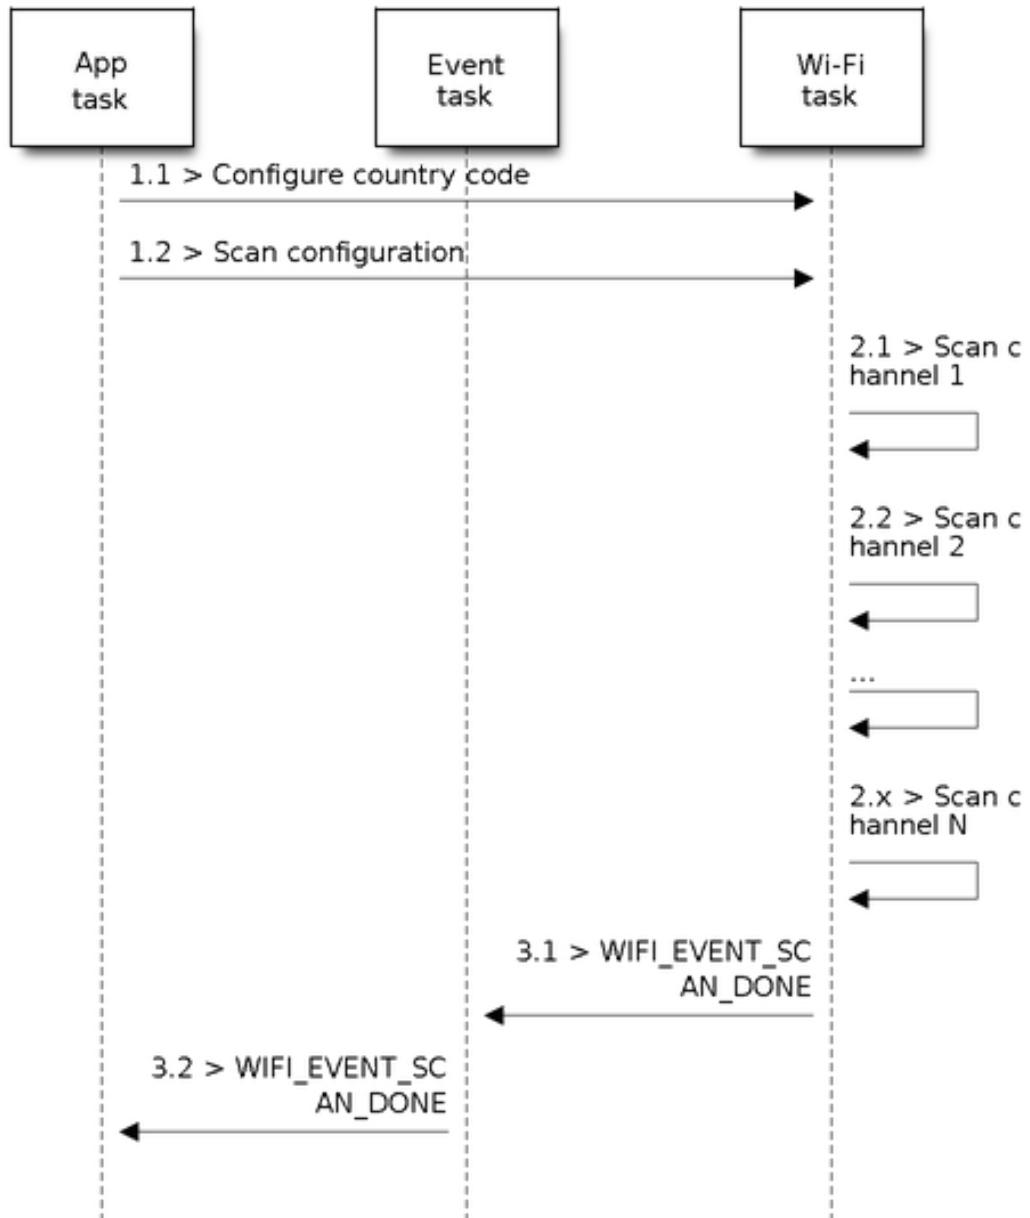 App
task
Event
task
Wi-Fi
task
1.1 > Configure country code
1.2 > Scan configuration
2.1 > Scan c
hannel 1
2.2 > Scan c
hannel 2
...
2.x > Scan c
hannel N
3.1 > WIFI_EVENT_SC
AN_DONE
3.2 > WIFI_EVENT_SC
AN_DONE